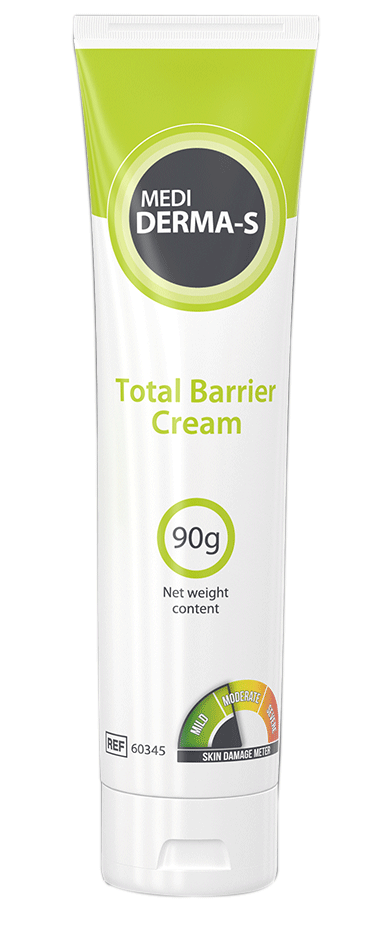 MEDI
DERMA-S
Total Barrier
Cream
90g
Net weight
content
MILD
MODERATE
SEVERE
REF 60345
SKIN DAMAGE METER